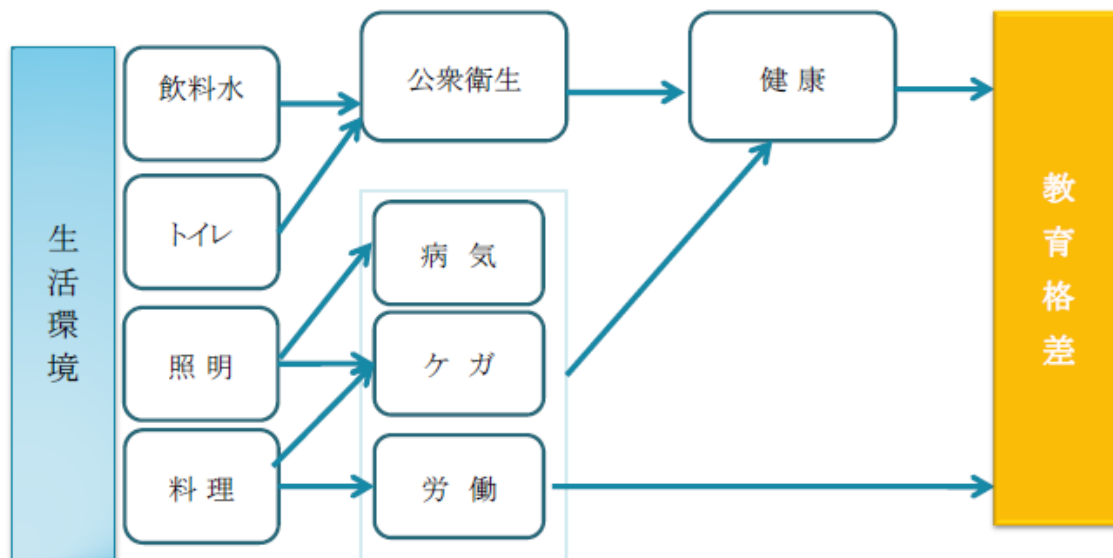 生活環境
飲料水
トイレ
照明
料理
公衆衛生
病気
ケガ
労働
健康
教育格差